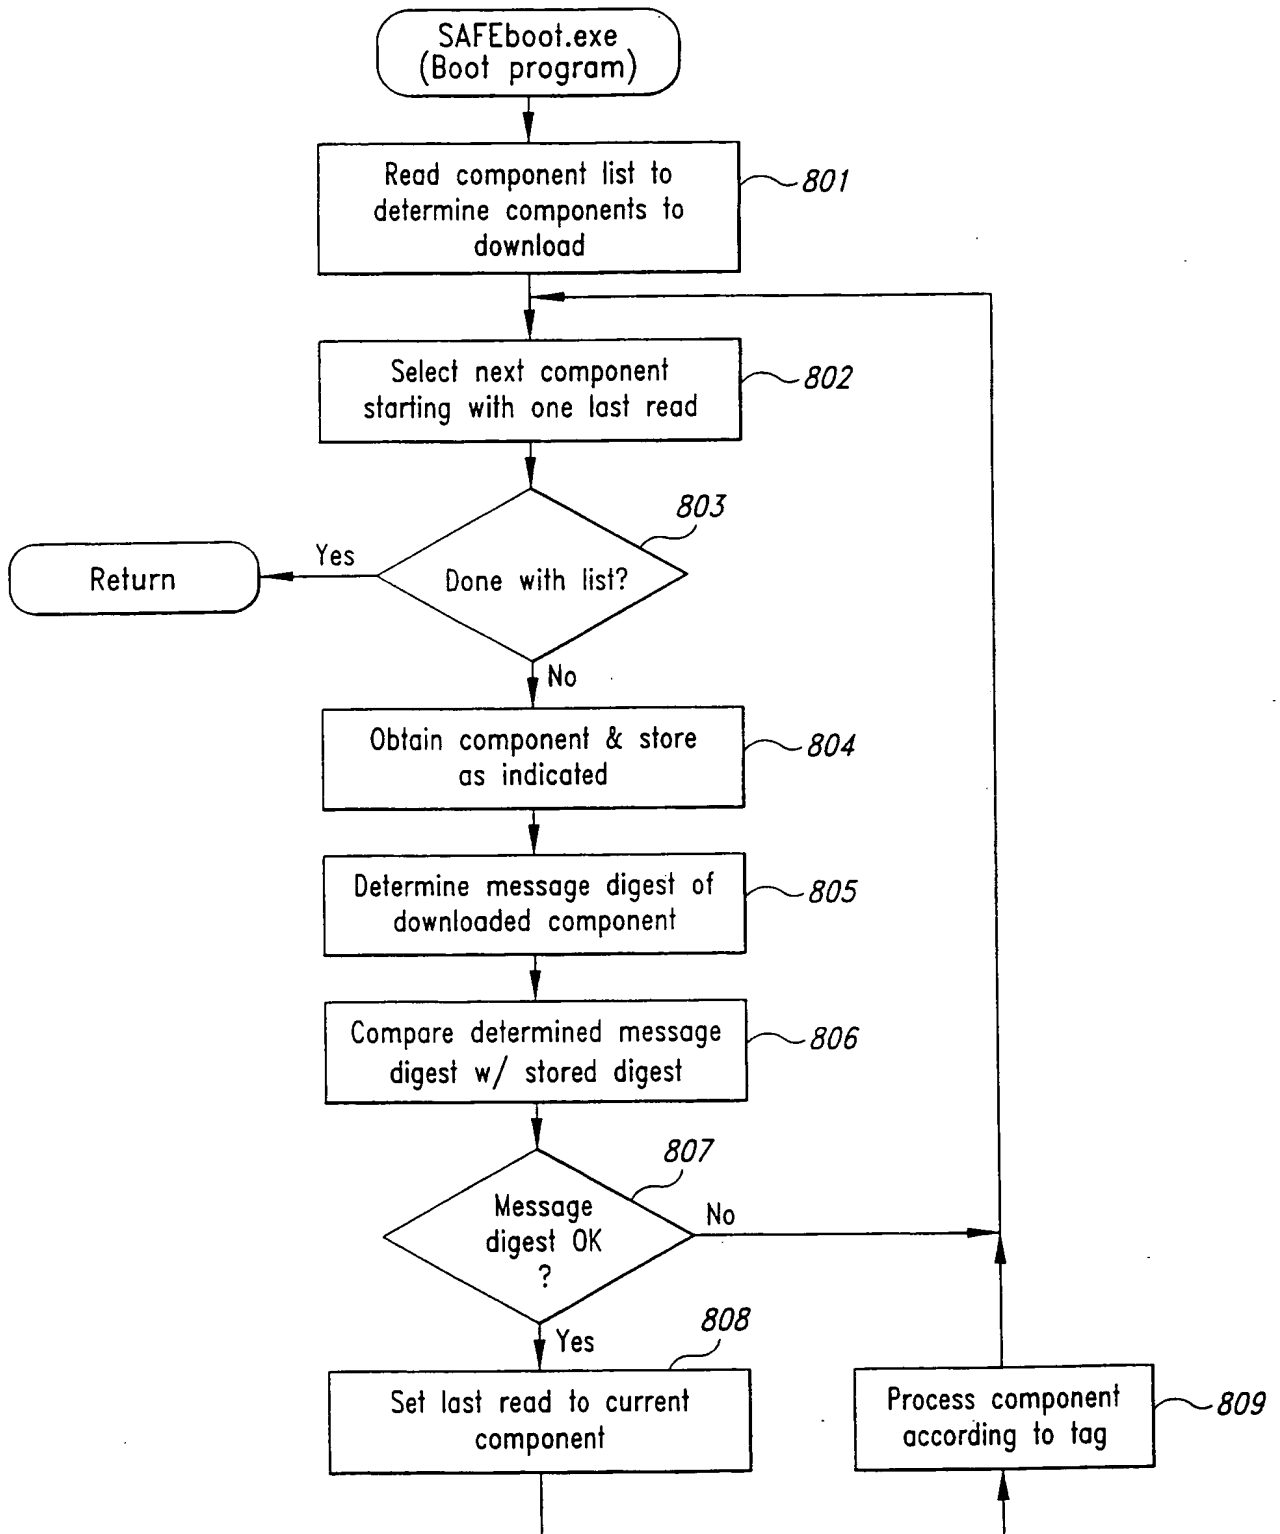 SAFEboot.exe
(Boot program)
Read component list to
determine components to
download
801
Select next component
starting with one last read
802
803
Done with list?
Yes
Return
No
Obtain component & store
as indicated
804
Determine message digest of
downloaded component
805
Compare determined message
digest w/ stored digest
806
807
Message
digest OK
?
No
Yes
808
Set last read to current
component
Process component
according to tag
809